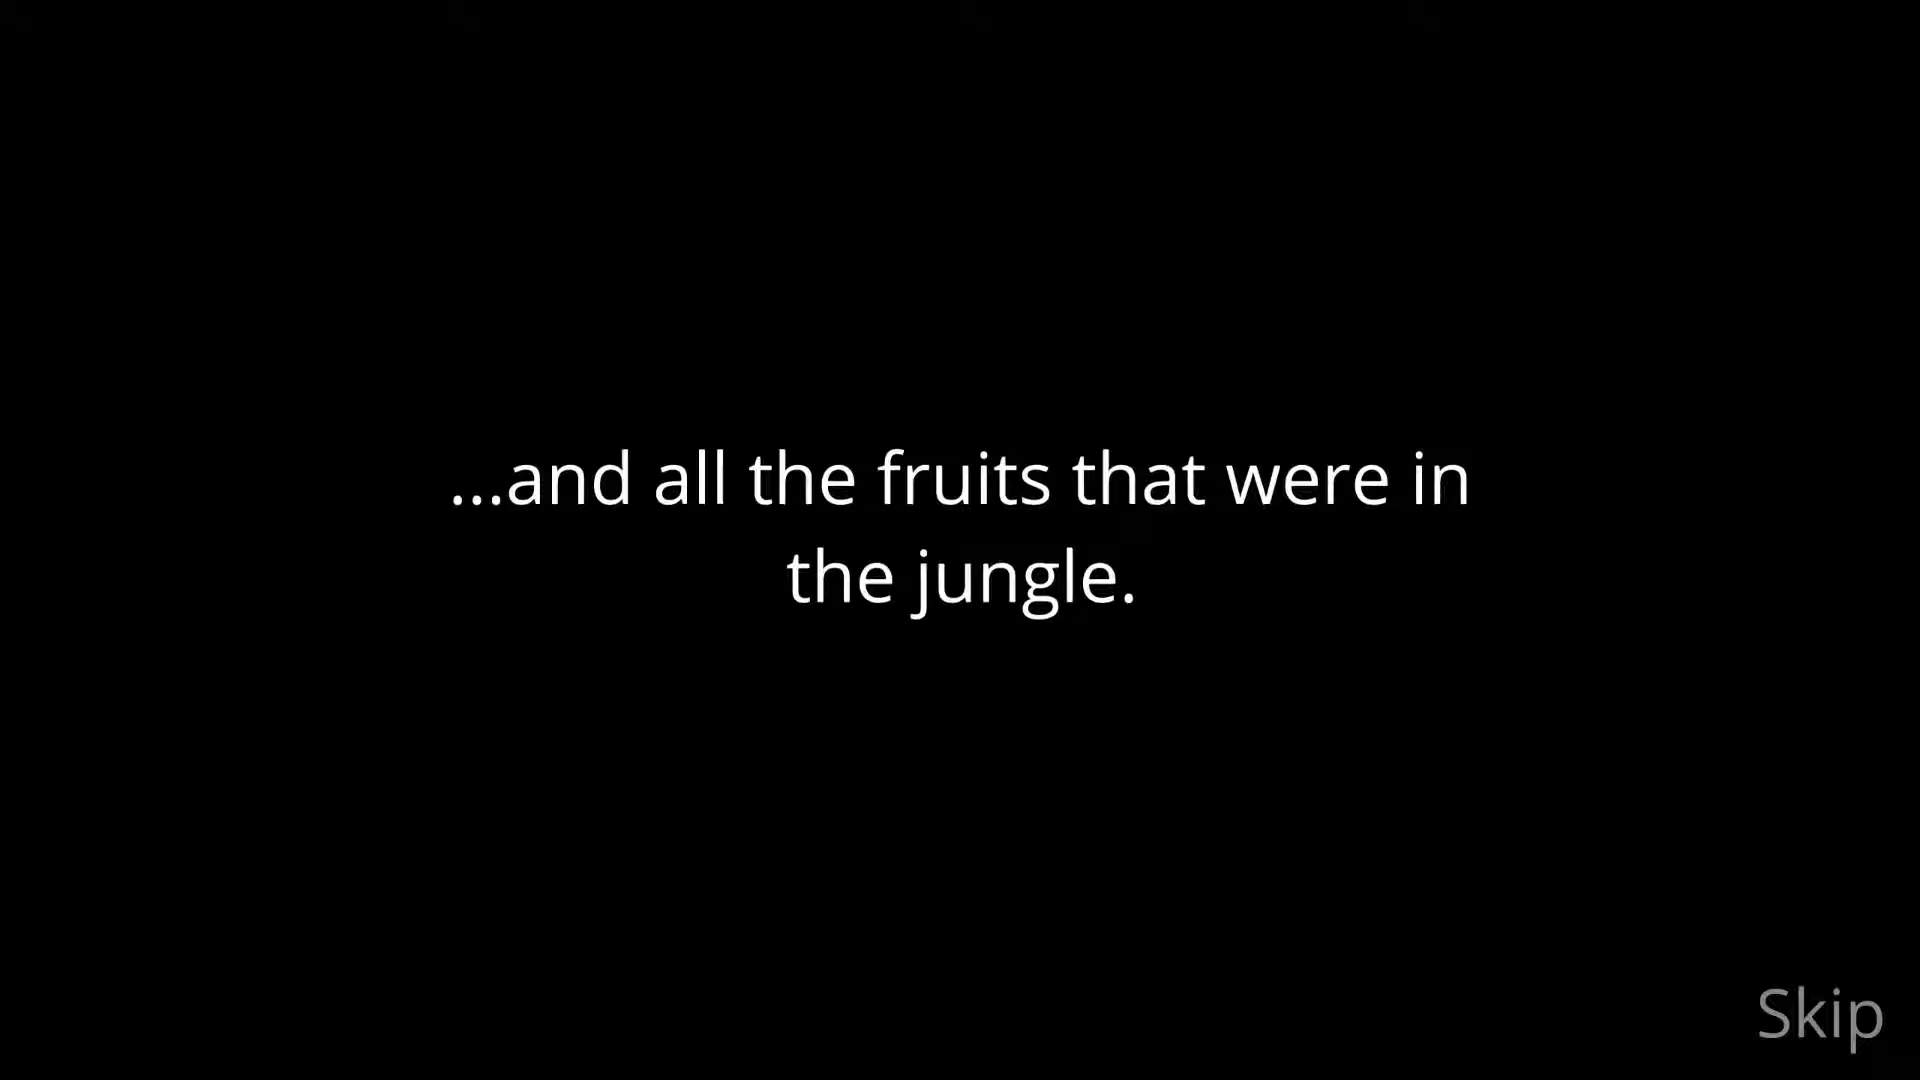 ...and all the fruits that were in
the jungle.
Skip